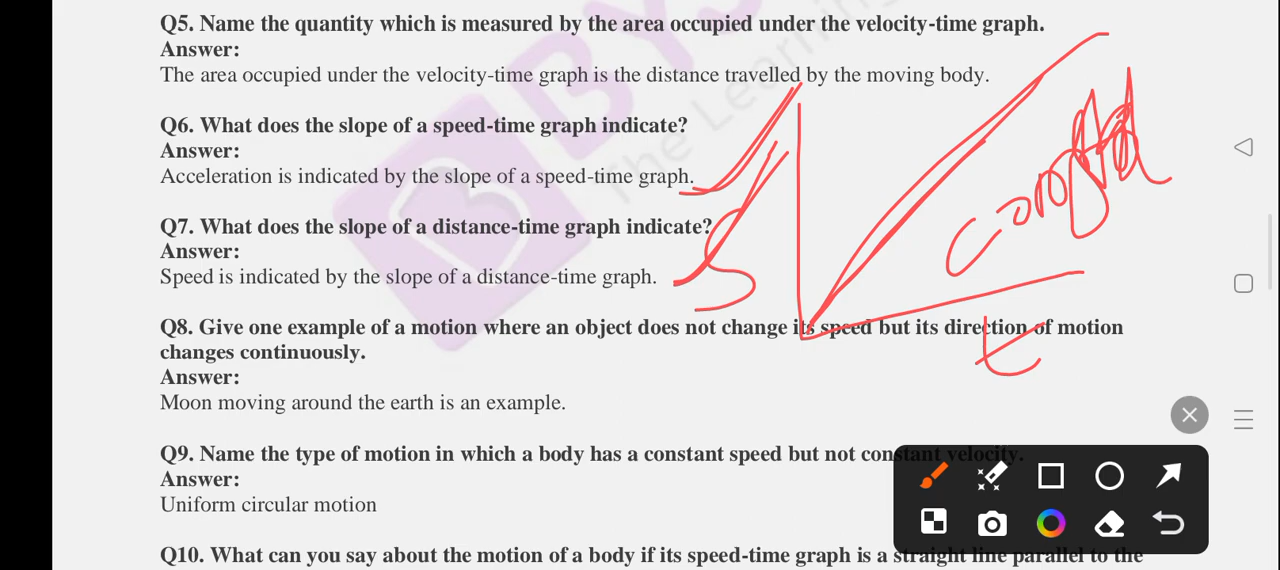 Q5. Name the quantity which is measured by the area occupied under the velocity-time graph.
Answer:
The area occupied under the velocity-time graph is the distance travelled by the moving body.
Q6. What does the slope of a speed-time graph indicate?
Answer:
Acceleration is indicated by the slope of a speed-time graph.
Q7. What does the slope of a distance-time graph indicate?
Answer:
Speed is indicated by the slope of a distance-time graph.
S
t
Q8. Give one example of a motion where an object does not change its speed but its direction of motion
changes continuously.
Answer:
Moon moving around the earth is an example.
Q9. Name the type of motion in which a body has a constant speed but not constant velocity.
Answer:
Uniform circular motion
Q10. What can you say about the motion of a body if its speed-time graph is a straight line parallel to the
BYJ
The Learning